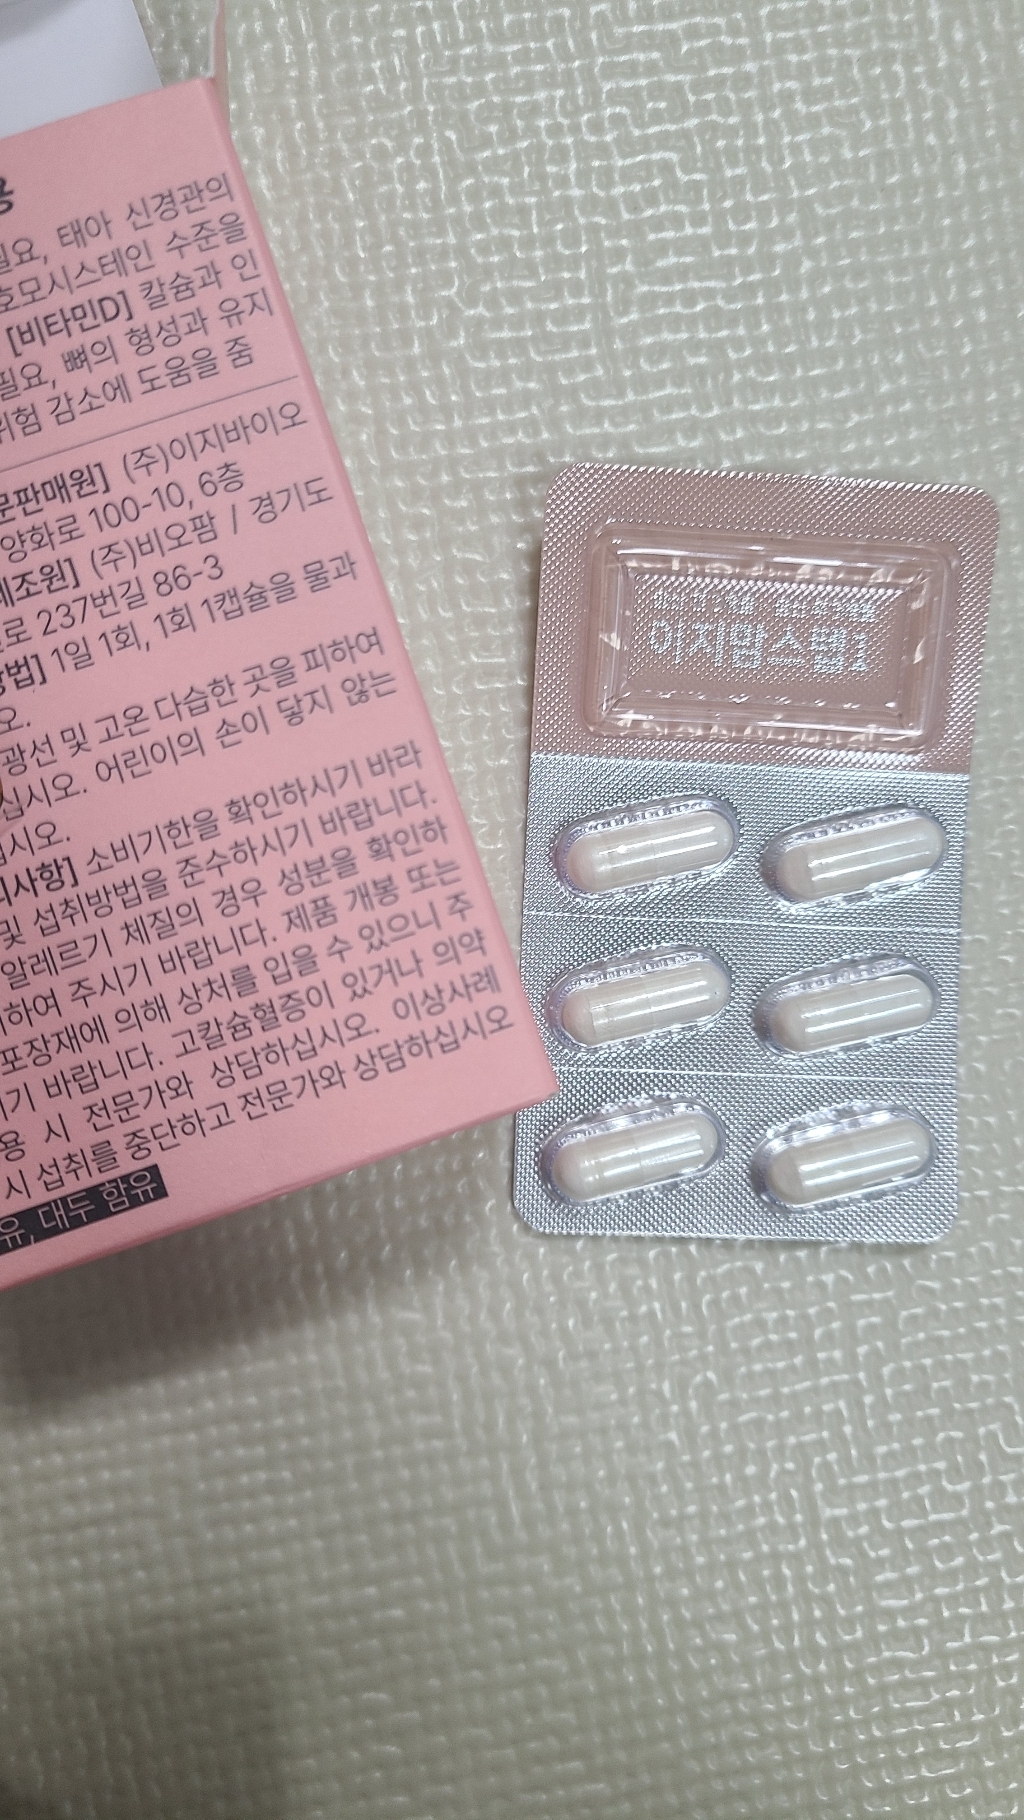 필요, 태아 신경관의
호모시스테인 수준을
[비타민D] 칼슘과 인
필요, 뼈의 형성과 유지
위험 감소에 도움을 줌
문판매원] (주)이지바이오
양화로 100-10, 6층
제조원] (주)비오팜 / 경기도
로 237번길 86-3
방법] 1일 1회, 1회 1캡슐을 물과
오.
광선 및 고온 다습한 곳을 피하여
십시오. 어린이의 손이 닿지 않는
십시오.
의사항] 소비기한을 확인하시기 바라
및 섭취방법을 준수하시기 바랍니다.
알레르기 체질의 경우 성분을 확인하
하여 주시기 바랍니다. 제품 개봉 또는
포장재에 의해 상처를 입을 수 있으니 주
기 바랍니다. 고칼슘혈증이 있거나 의약
용 시 전문가와 상담하십시오. 이상사례
시 섭취를 중단하고 전문가와 상담하십시오
유, 대두 함유
이지맘스텝1